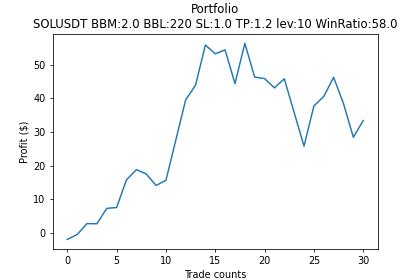 Portfolio
SOLUSDT BBM:2.0 BBL:220 SL:1.0 TP:1.2 lev:10 WinRatio:58.0
50
40
30
20
10
0
Profit ($)
0 5 10 15 20 25 30
Trade counts